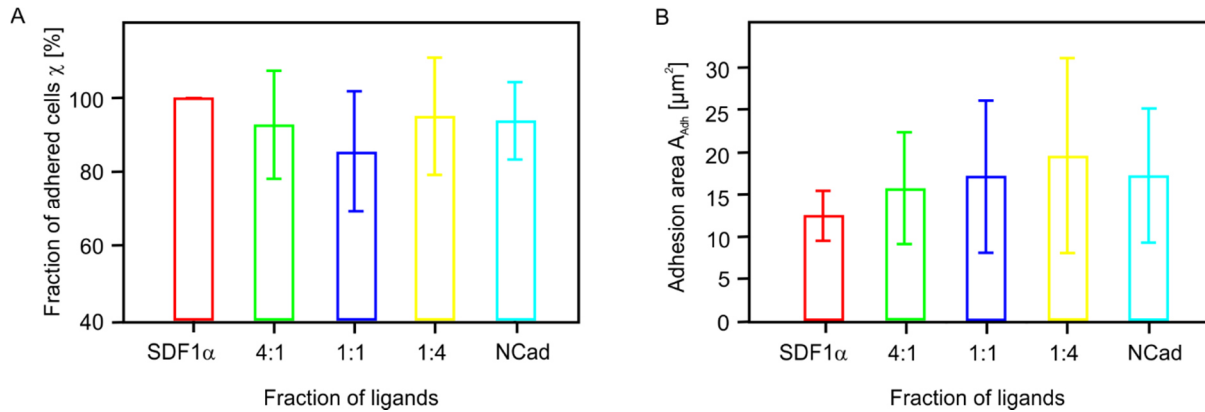 A
Fraction of adhered cells χ [%]
100
80
60
40
SDF1α 4:1 1:1 1:4 NCad
Fraction of ligands
B
Adhesion area A_Adh [µm²]
30
25
20
15
10
5
0
SDF1α 4:1 1:1 1:4 NCad
Fraction of ligands